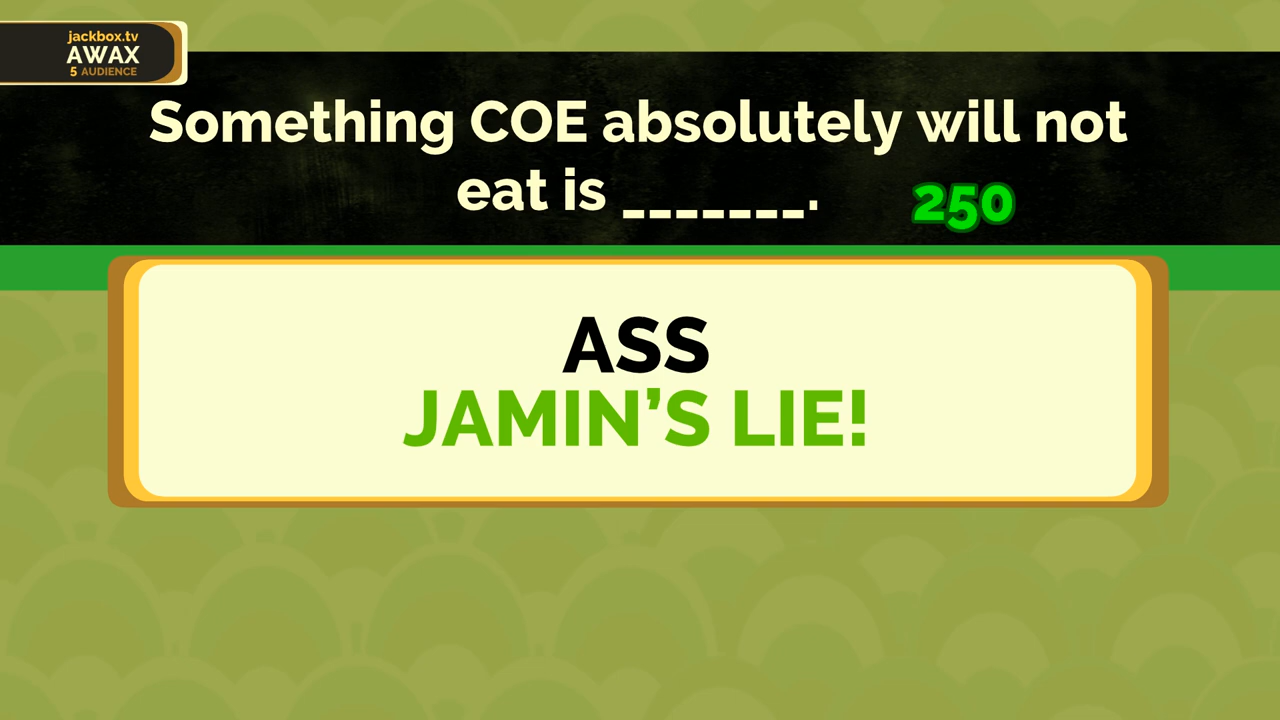 jackbox.tv
AWAX
5 AUDIENCE
Something COE absolutely will not
eat is _______.
250
ASS
JAMIN'S LIE!